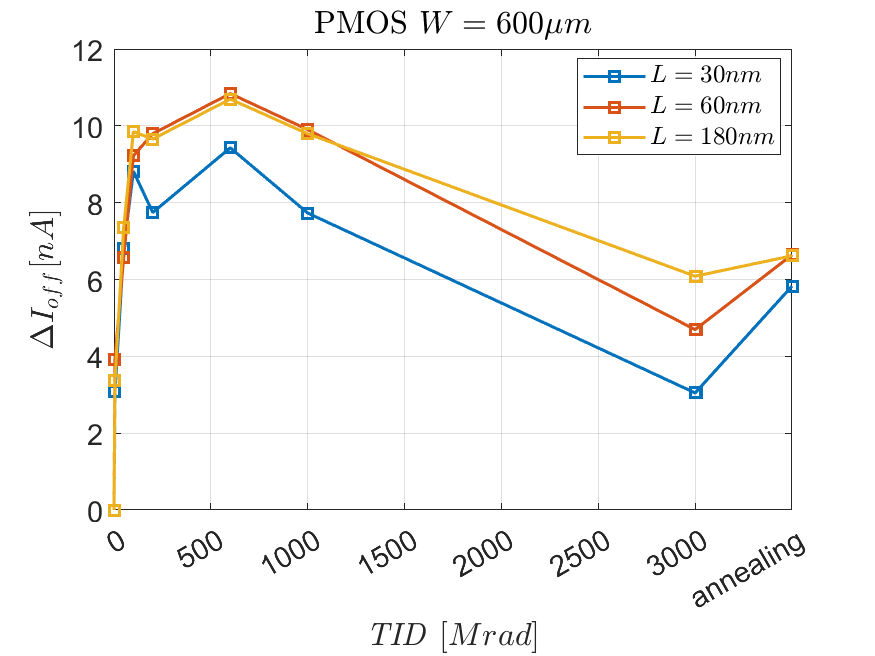 PMOS W = 600μm
12
10
8
6
4
2
0
ΔI_off [nA]
L = 30nm
L = 60nm
L = 180nm
0
500
1000
1500
2000
2500
3000
annealing
TID [Mrad]